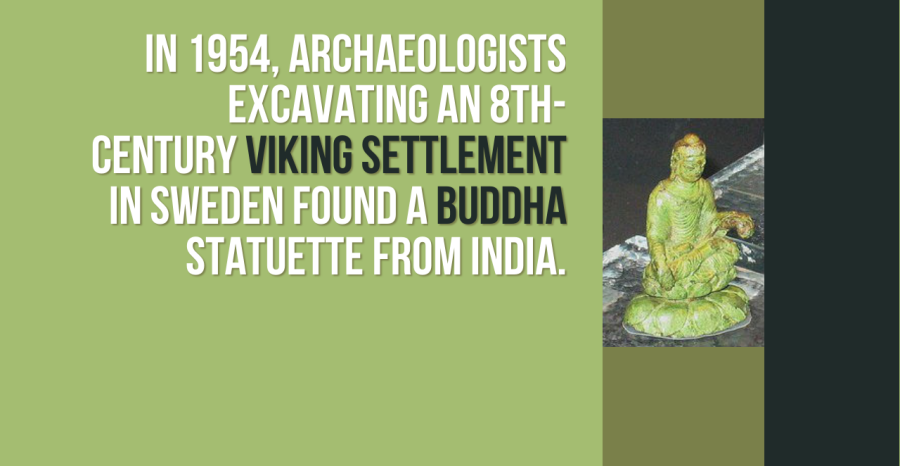 IN 1954, ARCHAEOLOGISTS
EXCAVATING AN 8TH-
CENTURY VIKING SETTLEMENT
IN SWEDEN FOUND A BUDDHA
STATUETTE FROM INDIA.